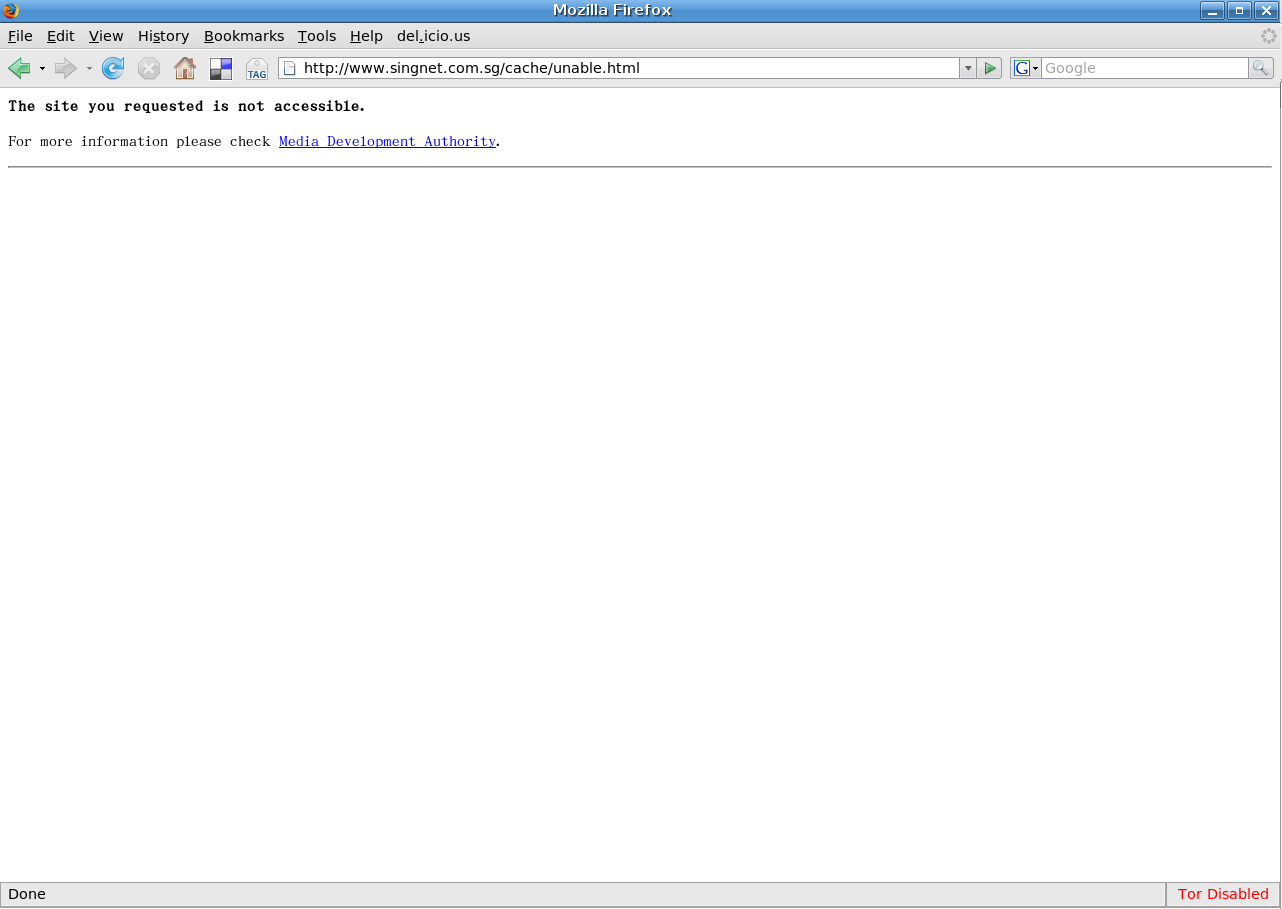 Mozilla Firefox
File Edit View History Bookmarks Tools Help del.icio.us
TAG http://www.singnet.com.sg/cache/unable.html G Google
The site you requested is not accessible.
For more information please check Media Development Authority.
Done Tor Disabled